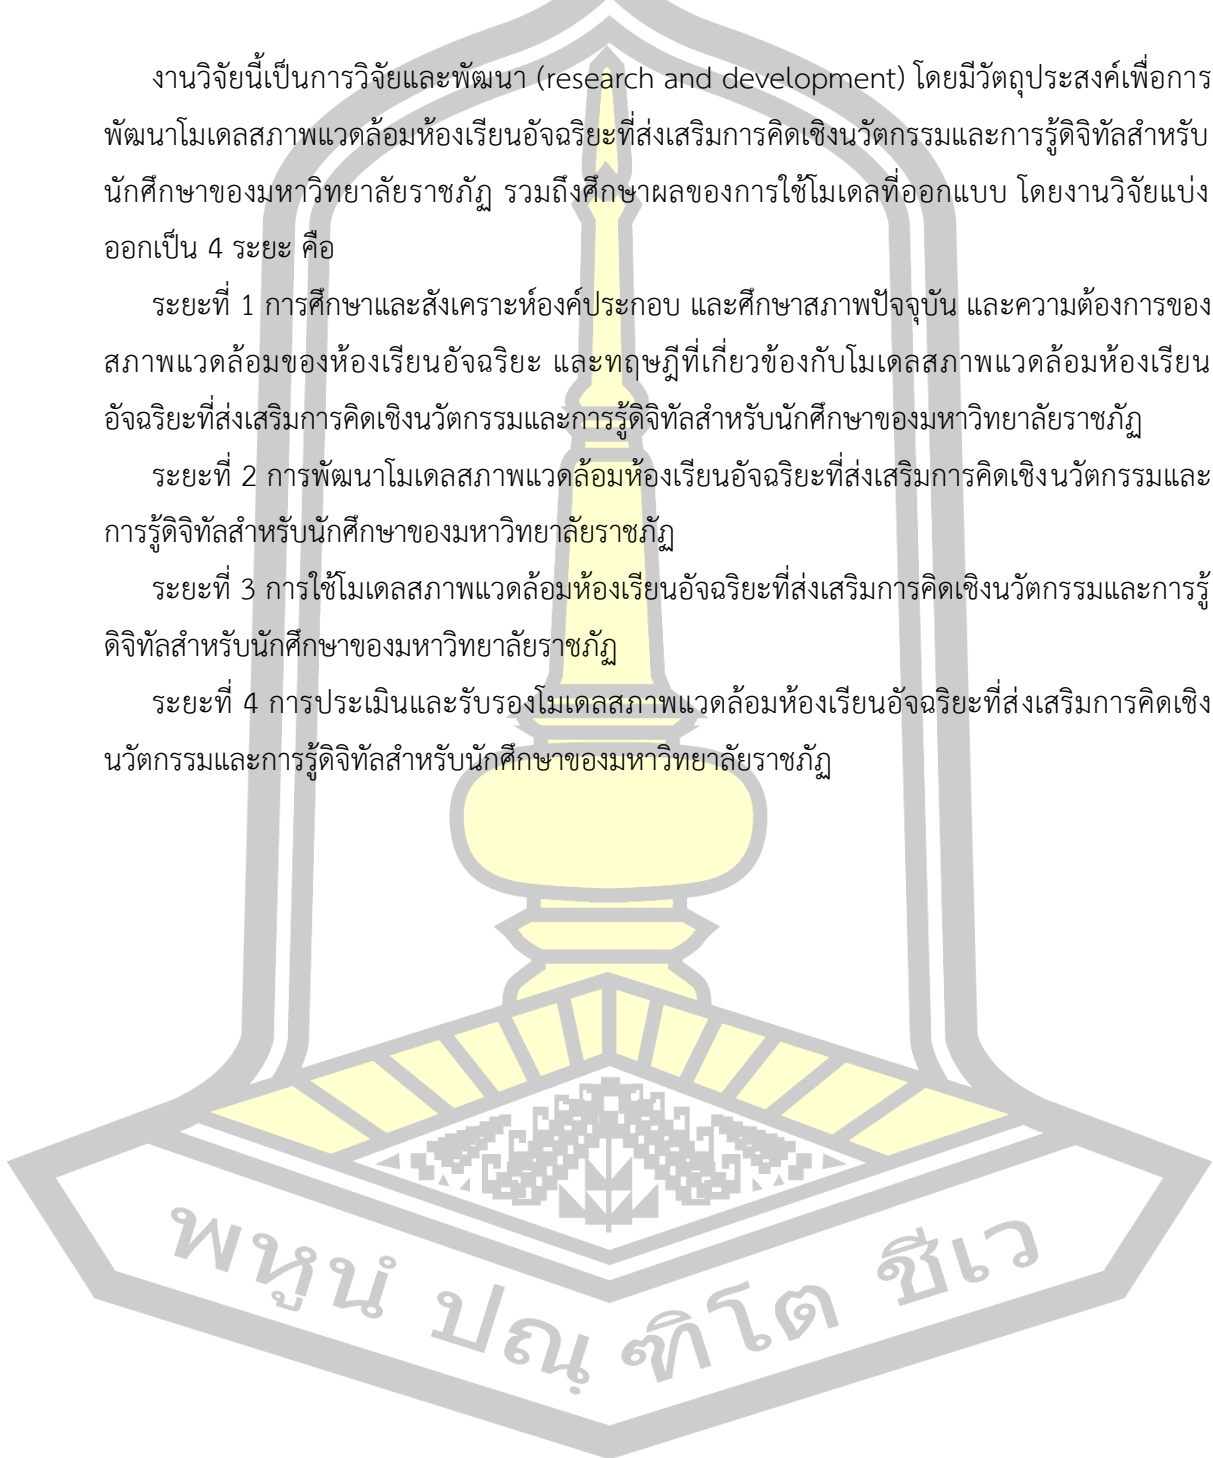 งานวิจัยนี้เป็นการวิจัยและพัฒนา (research and development) โดยมีวัตถุประสงค์เพื่อการ
พัฒนาโมเดลสภาพแวดล้อมห้องเรียนอัจฉริยะที่ส่งเสริมการคิดเชิงนวัตกรรมและการรู้ดิจิทัลสำหรับ
นักศึกษาของมหาวิทยาลัยราชภัฏ รวมถึงศึกษาผลของการใช้โมเดลที่ออกแบบ โดยงานวิจัยแบ่ง
ออกเป็น 4 ระยะ คือ
ระยะที่ 1 การศึกษาและสังเคราะห์องค์ประกอบ และศึกษาสภาพปัจจุบัน และความต้องการของ
สภาพแวดล้อมของห้องเรียนอัจฉริยะ และทฤษฎีที่เกี่ยวข้องกับโมเดลสภาพแวดล้อมห้องเรียน
อัจฉริยะที่ส่งเสริมการคิดเชิงนวัตกรรมและการรู้ดิจิทัลสำหรับนักศึกษาของมหาวิทยาลัยราชภัฏ
ระยะที่ 2 การพัฒนาโมเดลสภาพแวดล้อมห้องเรียนอัจฉริยะที่ส่งเสริมการคิดเชิงนวัตกรรมและ
การรู้ดิจิทัลสำหรับนักศึกษาของมหาวิทยาลัยราชภัฏ
ระยะที่ 3 การใช้โมเดลสภาพแวดล้อมห้องเรียนอัจฉริยะที่ส่งเสริมการคิดเชิงนวัตกรรมและการรู้
ดิจิทัลสำหรับนักศึกษาของมหาวิทยาลัยราชภัฏ
ระยะที่ 4 การประเมินและรับรองโมเดลสภาพแวดล้อมห้องเรียนอัจฉริยะที่ส่งเสริมการคิดเชิง
นวัตกรรมและการรู้ดิจิทัลสำหรับนักศึกษาของมหาวิทยาลัยราชภัฏ
พหูนํ ปณฺฑิโต ชีเว